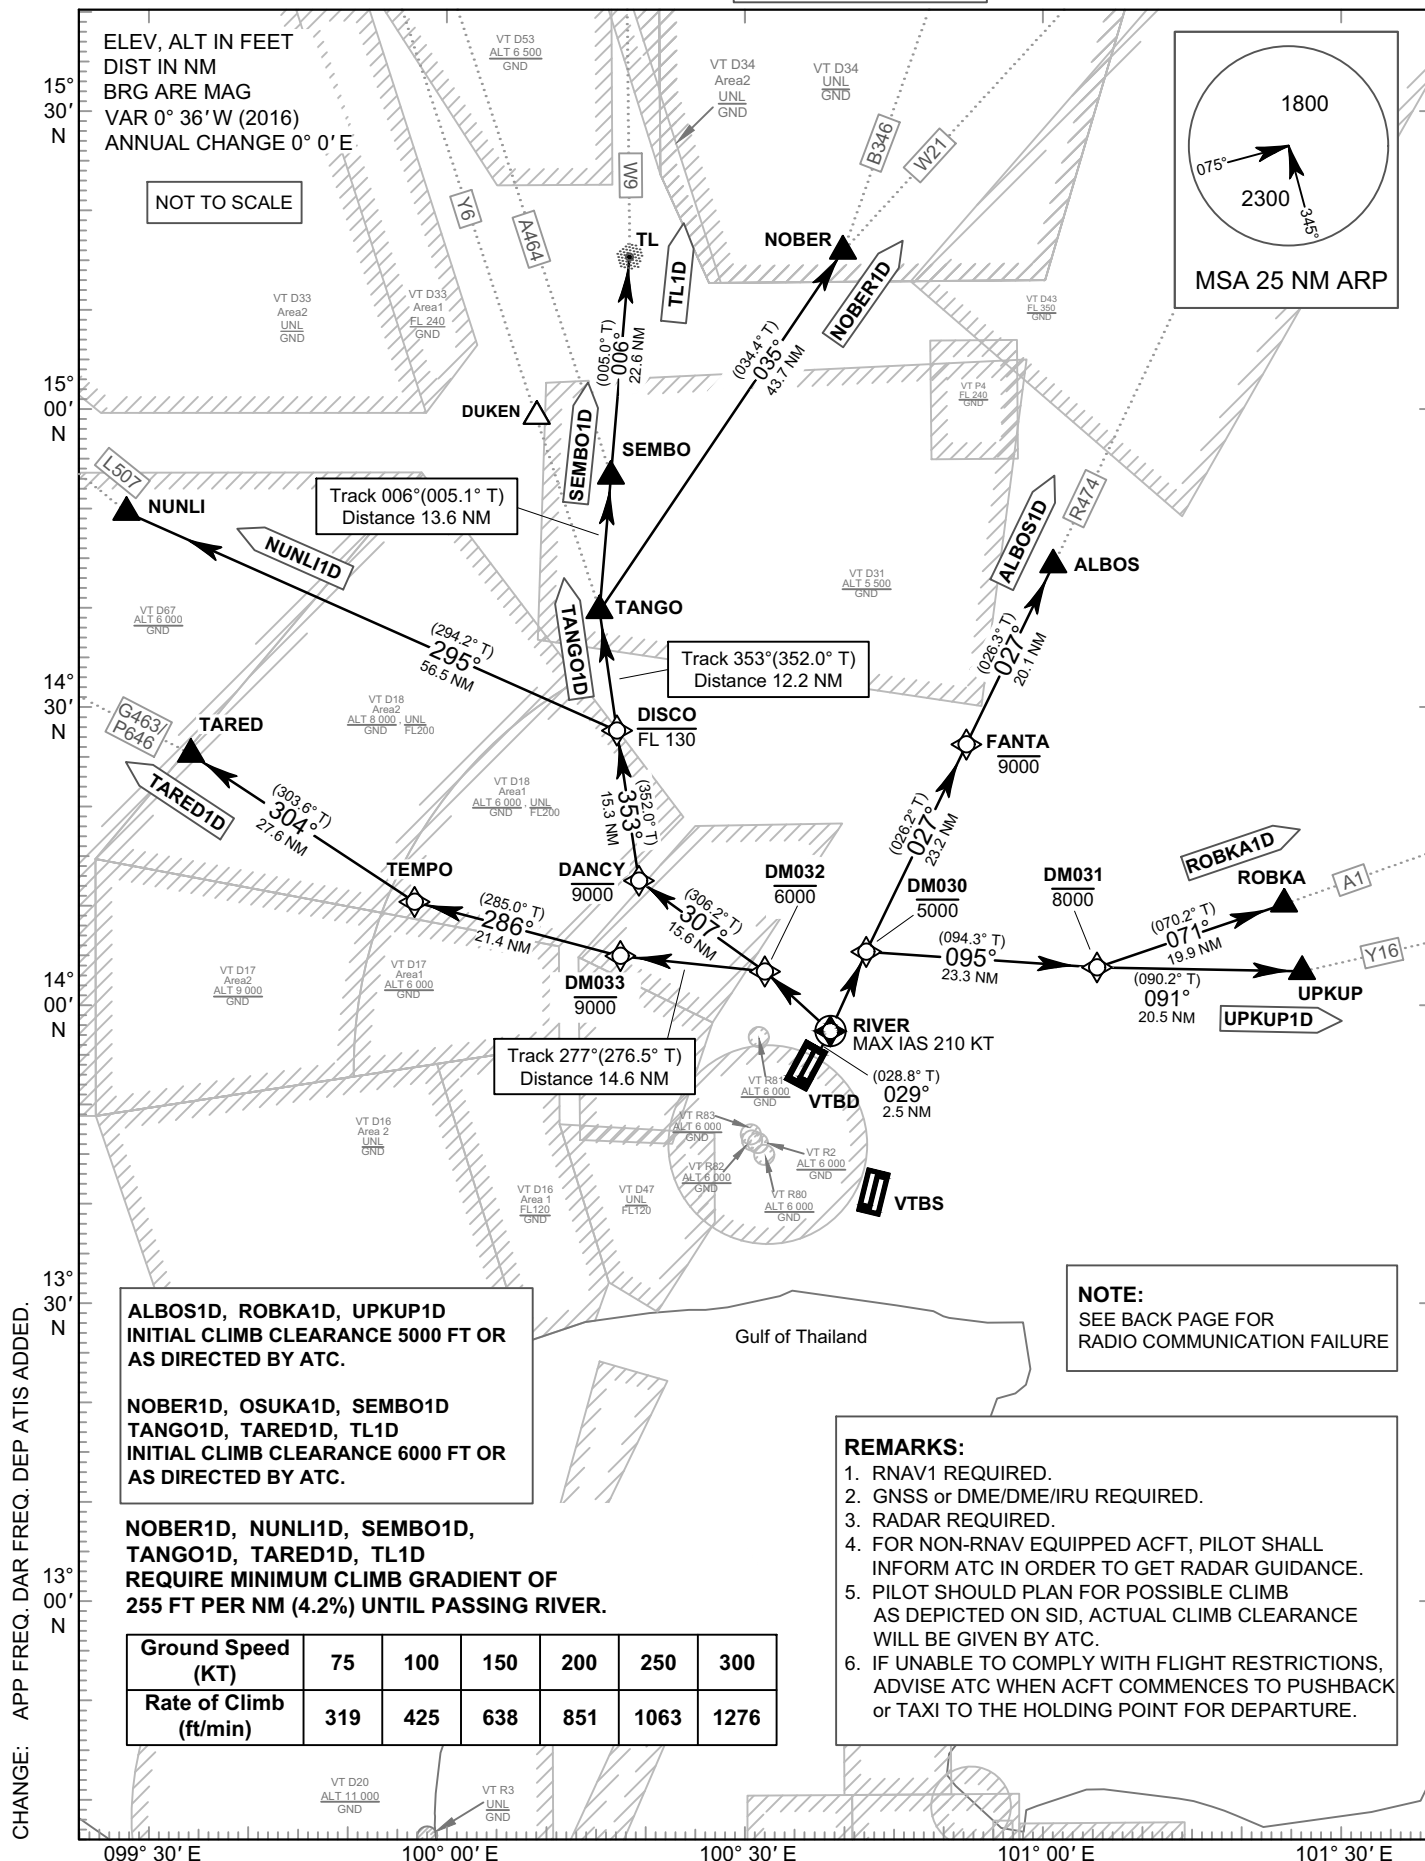 ELEV, ALT IN FEET
DIST IN NM
BRG ARE MAG
VAR 0° 36′ W (2016)
ANNUAL CHANGE 0° 0′ E
NOT TO SCALE
15°
30′
N
15°
00′
N
14°
30′
N
14°
00′
N
13°
30′
N
13°
00′
N
VT D53
ALT 6 500
GND
VT D34
Area2
UNL
GND
VT D34
UNL
GND
1800
075°
2300
345°
MSA 25 NM ARP
B346
W21
W9
Y6
A464
TL
TL1D
NOBER
NOBER1D
VT D33
Area2
UNL
GND
VT D33
Area1
FL 240
GND
VT D43
FL 350
GND
(005.0° T)
006°
22.6 NM
(034.4° T)
035°
43.7 NM
VT P4
FL 240
GND
DUKEN
SEMBO1D
SEMBO
L507
NUNLI
Track 006°(005.1° T)
Distance 13.6 NM
NUNLI1D
R474
ALBOS1D
ALBOS
VT D31
ALT 5 500
GND
VT D67
ALT 6 000
GND
TANGO
TANGO1D
(294.2° T)
295°
56.5 NM
Track 353°(352.0° T)
Distance 12.2 NM
(026.3° T)
027°
20.1 NM
VT D18
Area2
ALT 8 000 , UNL
GND FL200
G463/
P646
TARED
TARED1D
DISCO
FL 130
FANTA
9000
VT D18
Area1
ALT 6 000 , UNL
GND FL200
(303.6° T)
304°
27.6 NM
(352.0° T)
353°
15.3 NM
(026.2° T)
027°
23.2 NM
ROBKA1D
TEMPO
DANCY
9000
DM032
6000
DM030
5000
DM031
8000
ROBKA
A1
(285.0° T)
286°
21.4 NM
(306.2° T)
307°
15.6 NM
(094.3° T)
095°
23.3 NM
(070.2° T)
071°
19.9 NM
Y16
VT D17
Area2
ALT 9 000
GND
VT D17
Area1
ALT 6 000
GND
DM033
9000
(090.2° T)
091°
20.5 NM
UPKUP
UPKUP1D
RIVER
MAX IAS 210 KT
Track 277°(276.5° T)
Distance 14.6 NM
(028.8° T)
029°
2.5 NM
VTBD
VT R81
ALT 6 000
GND
VT R83
ALT 6 000
GND
VT R82
ALT 6 000
GND
VT R2
ALT 6 000
GND
VT R80
ALT 6 000
GND
VTBS
VT D16
Area 2
UNL
GND
VT D16
Area 1
FL120
GND
VT D47
UNL
FL120
Gulf of Thailand
ALBOS1D, ROBKA1D, UPKUP1D
INITIAL CLIMB CLEARANCE 5000 FT OR
AS DIRECTED BY ATC.
NOBER1D, OSUKA1D, SEMBO1D
TANGO1D, TARED1D, TL1D
INITIAL CLIMB CLEARANCE 6000 FT OR
AS DIRECTED BY ATC.
NOTE:
SEE BACK PAGE FOR
RADIO COMMUNICATION FAILURE
NOBER1D, NUNLI1D, SEMBO1D,
TANGO1D, TARED1D, TL1D
REQUIRE MINIMUM CLIMB GRADIENT OF
255 FT PER NM (4.2%) UNTIL PASSING RIVER.
REMARKS:
1. RNAV1 REQUIRED.
2. GNSS or DME/DME/IRU REQUIRED.
3. RADAR REQUIRED.
4. FOR NON-RNAV EQUIPPED ACFT, PILOT SHALL
INFORM ATC IN ORDER TO GET RADAR GUIDANCE.
5. PILOT SHOULD PLAN FOR POSSIBLE CLIMB
AS DEPICTED ON SID, ACTUAL CLIMB CLEARANCE
WILL BE GIVEN BY ATC.
6. IF UNABLE TO COMPLY WITH FLIGHT RESTRICTIONS,
ADVISE ATC WHEN ACFT COMMENCES TO PUSHBACK
or TAXI TO THE HOLDING POINT FOR DEPARTURE.
Ground Speed
(KT) 75 100 150 200 250 300
Rate of Climb
(ft/min) 319 425 638 851 1063 1276
VT D20
ALT 11 000
GND
VT R3
UNL
GND
099° 30′ E 100° 00′ E 100° 30′ E 101° 00′ E 101° 30′ E
CHANGE: APP FREQ. DAR FREQ. DEP ATIS ADDED.